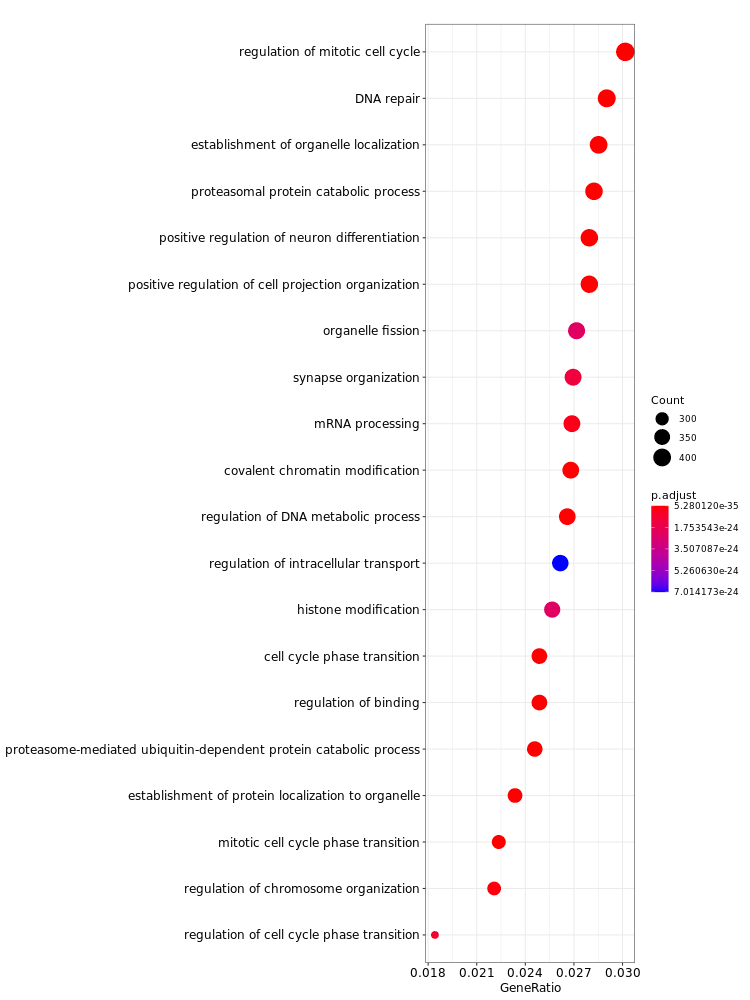 regulation of mitotic cell cycle
DNA repair
establishment of organelle localization
proteasomal protein catabolic process
positive regulation of neuron differentiation
positive regulation of cell projection organization
organelle fission
synapse organization
mRNA processing
covalent chromatin modification
regulation of DNA metabolic process
regulation of intracellular transport
histone modification
cell cycle phase transition
regulation of binding
proteasome-mediated ubiquitin-dependent protein catabolic process
establishment of protein localization to organelle
mitotic cell cycle phase transition
regulation of chromosome organization
regulation of cell cycle phase transition
0.018 0.021 0.024 0.027 0.030
GeneRatio
Count
300
350
400
p.adjust
5.280120e-35
1.753543e-24
3.507087e-24
5.260630e-24
7.014173e-24